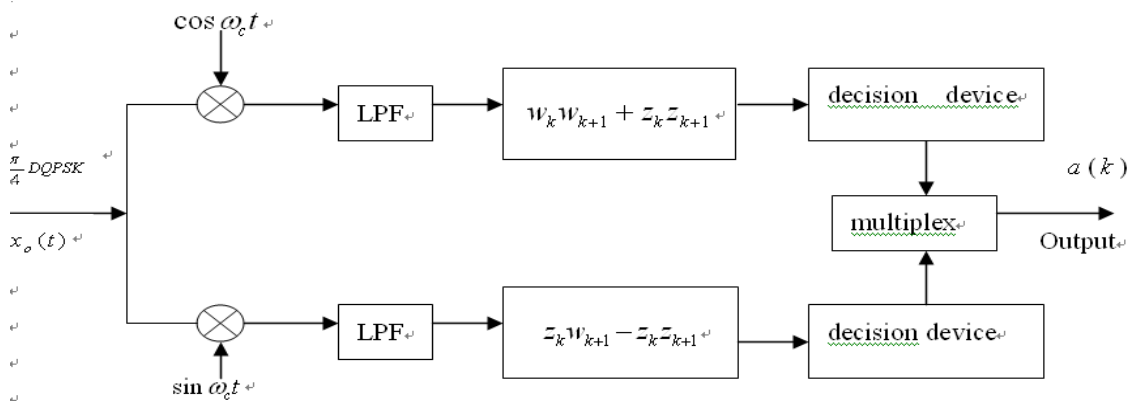 cos ω_c t
LPF
w_k w_{k+1} + z_k z_{k+1}
decision device
π/4 DQPSK
a (k)
multiplex
x_o (t)
Output
LPF
z_k w_{k+1} − z_k z_{k+1}
decision device
sin ω_c t